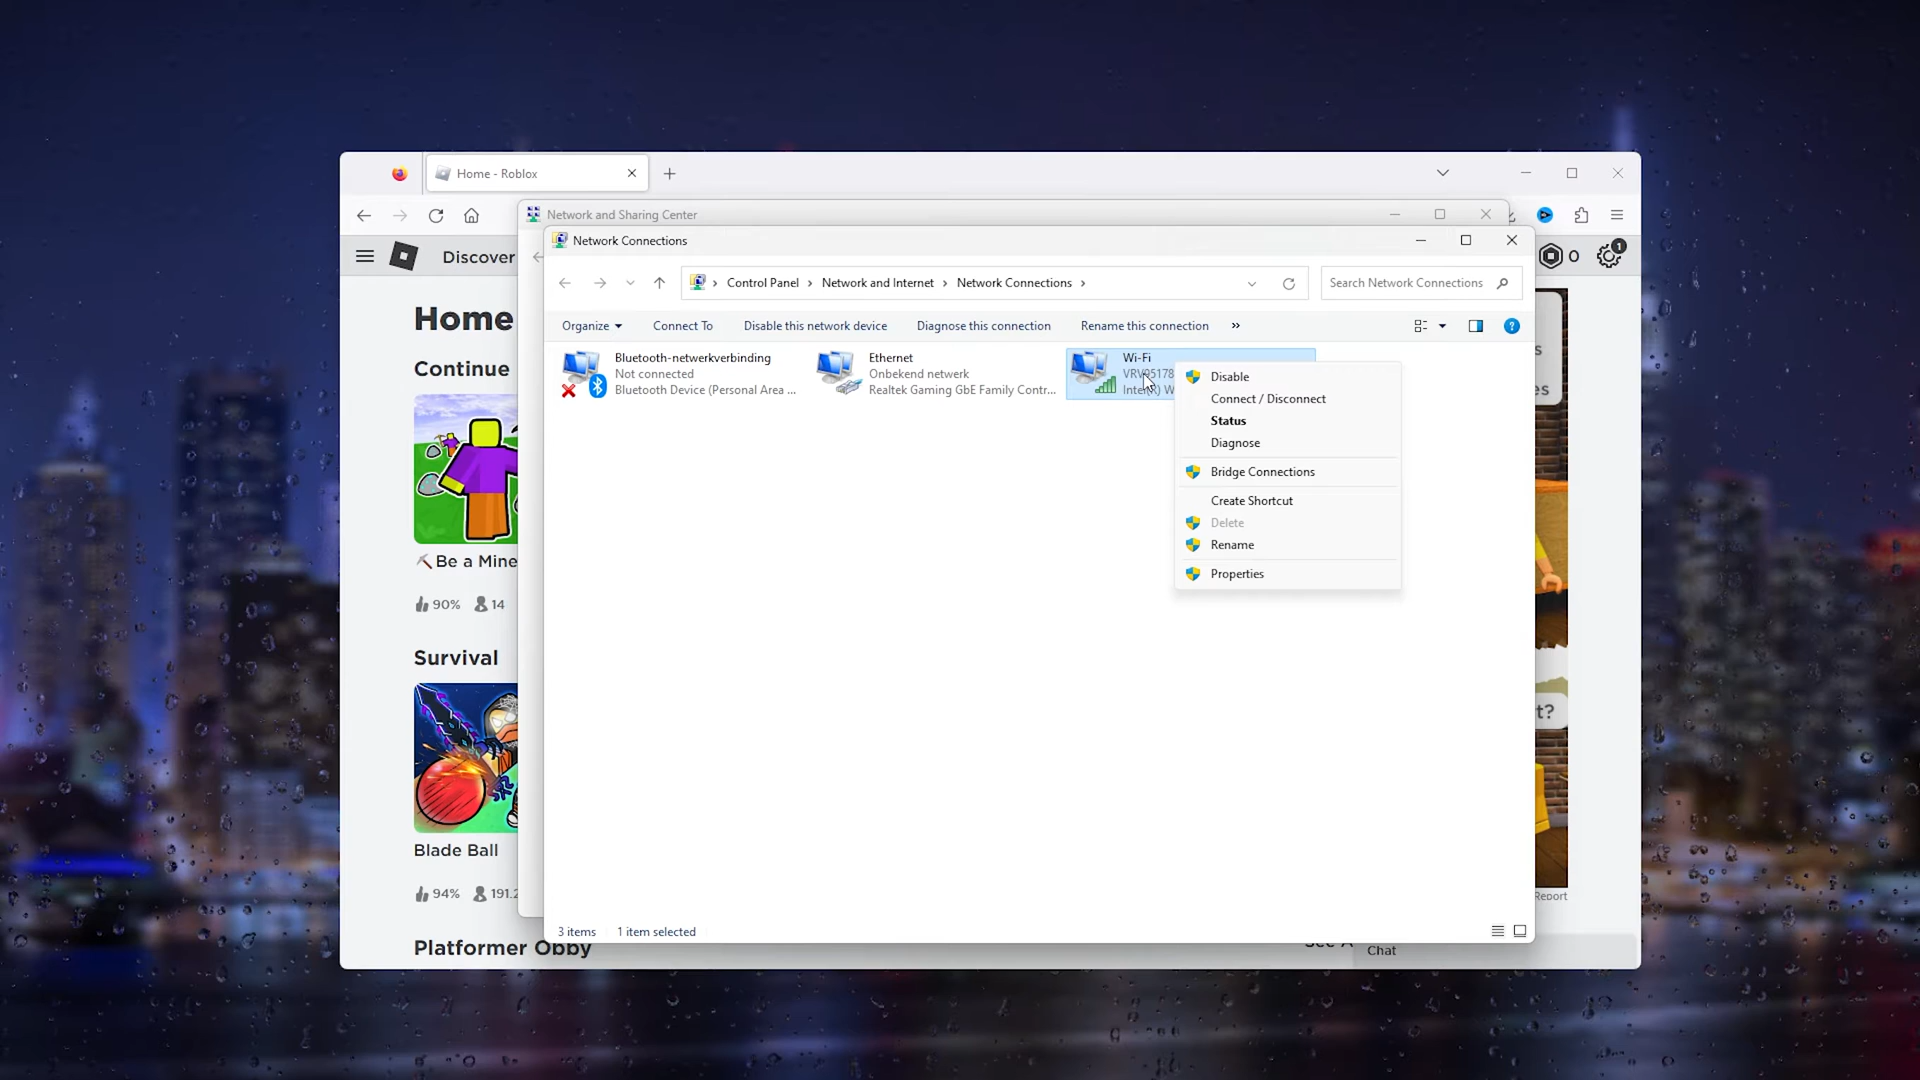 Home - Roblox
Network and Sharing Center
Network Connections
Discover
0
1
Control Panel
Network and Internet
Network Connections
Search Network Connections
Organize
Connect To
Disable this network device
Diagnose this connection
Rename this connection
»
Home
Continue
Bluetooth-netwerkverbinding
Not connected
Bluetooth Device (Personal Area ...
Ethernet
Onbekend netwerk
Realtek Gaming GbE Family Contr...
Wi-Fi
Disable
Connect / Disconnect
Status
Diagnose
Bridge Connections
Create Shortcut
Delete
Rename
Properties
Be a Mine
90% 14
Survival
t?
Blade Ball
94% 191.2
Report
3 items
1 item selected
Platformer Obby
Chat